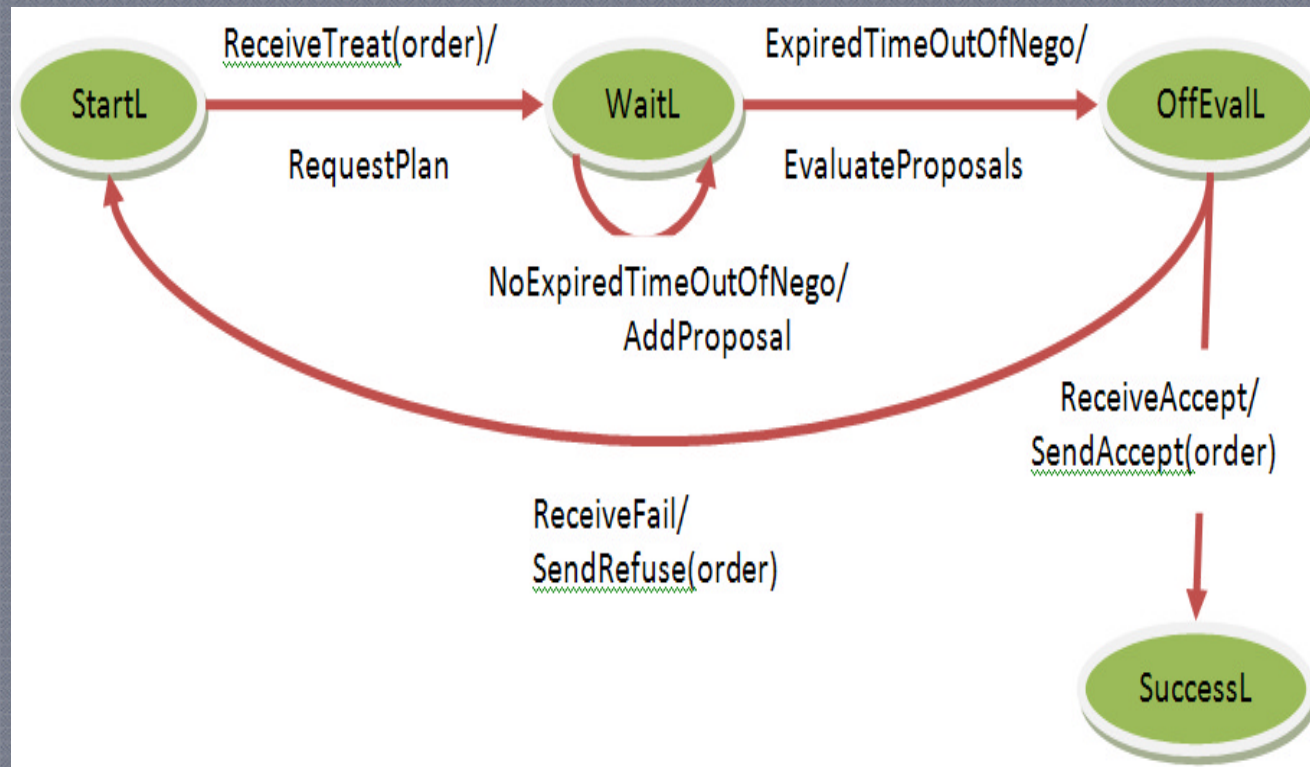 ReceiveTreat(order)/
ExpiredTimeOutOfNego/
StartL
WaitL
OffEvalL
RequestPlan
EvaluateProposals
NoExpiredTimeOutOfNego/
AddProposal
ReceiveAccept/
SendAccept(order)
ReceiveFail/
SendRefuse(order)
SuccessL